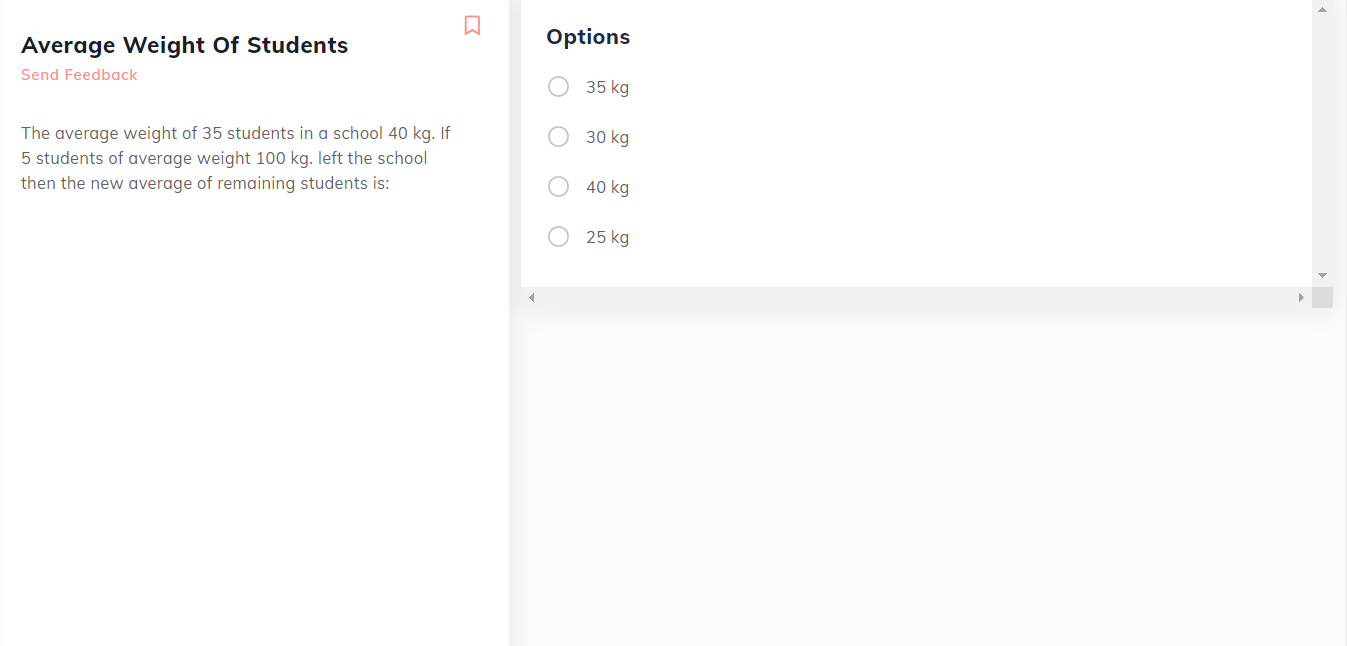 Average Weight Of Students
Send Feedback
The average weight of 35 students in a school 40 kg. If
5 students of average weight 100 kg. left the school
then the new average of remaining students is:
Options
35 kg
30 kg
40 kg
25 kg